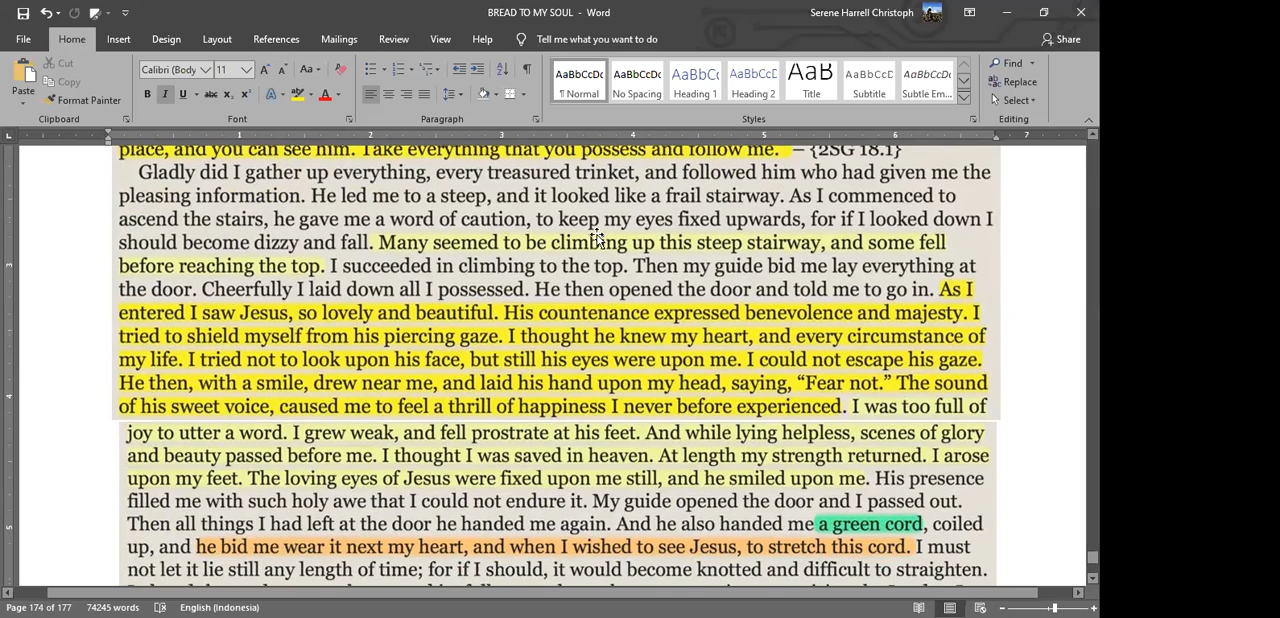 BREAD TO MY SOUL - Word
Serene Harrell Christoph
File Home Insert Design Layout References Mailings Review View Help Tell me what you want to do Share
Paste
Cut
Copy
Format Painter
Clipboard
Calibri (Body 11
Font
Paragraph
AaBbCcDc AaBbCcDc AaBbCc AaBbCcC AaB AaBbCcC AaBbCcDc
¶ Normal No Spacing Heading 1 Heading 2 Title Subtitle Subtle Em...
Styles
Find
Replace
Select
Editing
1 2 3 4 5 6 7
place, and you can see him. Take everything that you possess and follow me." — {2SG 18.1}
Gladly did I gather up everything, every treasured trinket, and followed him who had given me the
pleasing information. He led me to a steep, and it looked like a frail stairway. As I commenced to
ascend the stairs, he gave me a word of caution, to keep my eyes fixed upwards, for if I looked down I
should become dizzy and fall. Many seemed to be climbing up this steep stairway, and some fell
before reaching the top. I succeeded in climbing to the top. Then my guide bid me lay everything at
the door. Cheerfully I laid down all I possessed. He then opened the door and told me to go in. As I
entered I saw Jesus, so lovely and beautiful. His countenance expressed benevolence and majesty. I
tried to shield myself from his piercing gaze. I thought he knew my heart, and every circumstance of
my life. I tried not to look upon his face, but still his eyes were upon me. I could not escape his gaze.
He then, with a smile, drew near me, and laid his hand upon my head, saying, “Fear not.” The sound
of his sweet voice, caused me to feel a thrill of happiness I never before experienced. I was too full of
joy to utter a word. I grew weak, and fell prostrate at his feet. And while lying helpless, scenes of glory
and beauty passed before me. I thought I was saved in heaven. At length my strength returned. I arose
upon my feet. The loving eyes of Jesus were fixed upon me still, and he smiled upon me. His presence
filled me with such holy awe that I could not endure it. My guide opened the door and I passed out.
Then all things I had left at the door he handed me again. And he also handed me a green cord, coiled
up, and he bid me wear it next my heart, and when I wished to see Jesus, to stretch this cord. I must
not let it lie still any length of time; for if I should, it would become knotted and difficult to straighten.
Page 174 of 177 74245 words English (Indonesia)